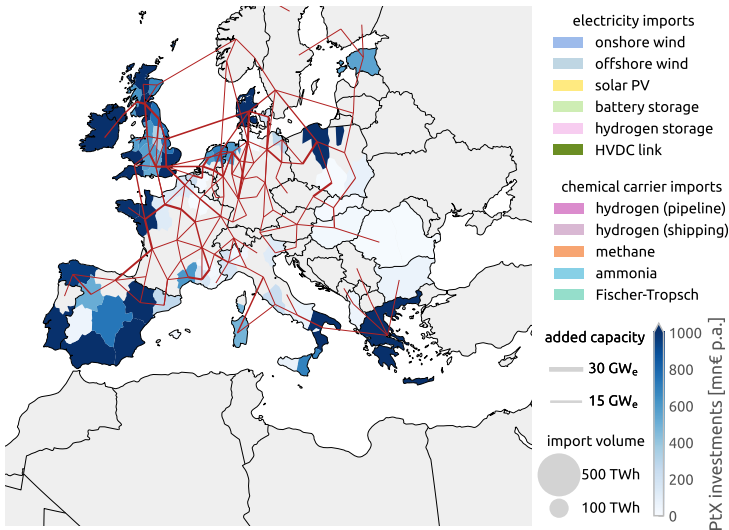 electricity imports
onshore wind
offshore wind
solar PV
battery storage
hydrogen storage
HVDC link
chemical carrier imports
hydrogen (pipeline)
hydrogen (shipping)
methane
ammonia
Fischer-Tropsch
added capacity
30 GWe
15 GWe
import volume
500 TWh
100 TWh
1000
800
600
400
200
0
PtX investments [mn€ p.a.]